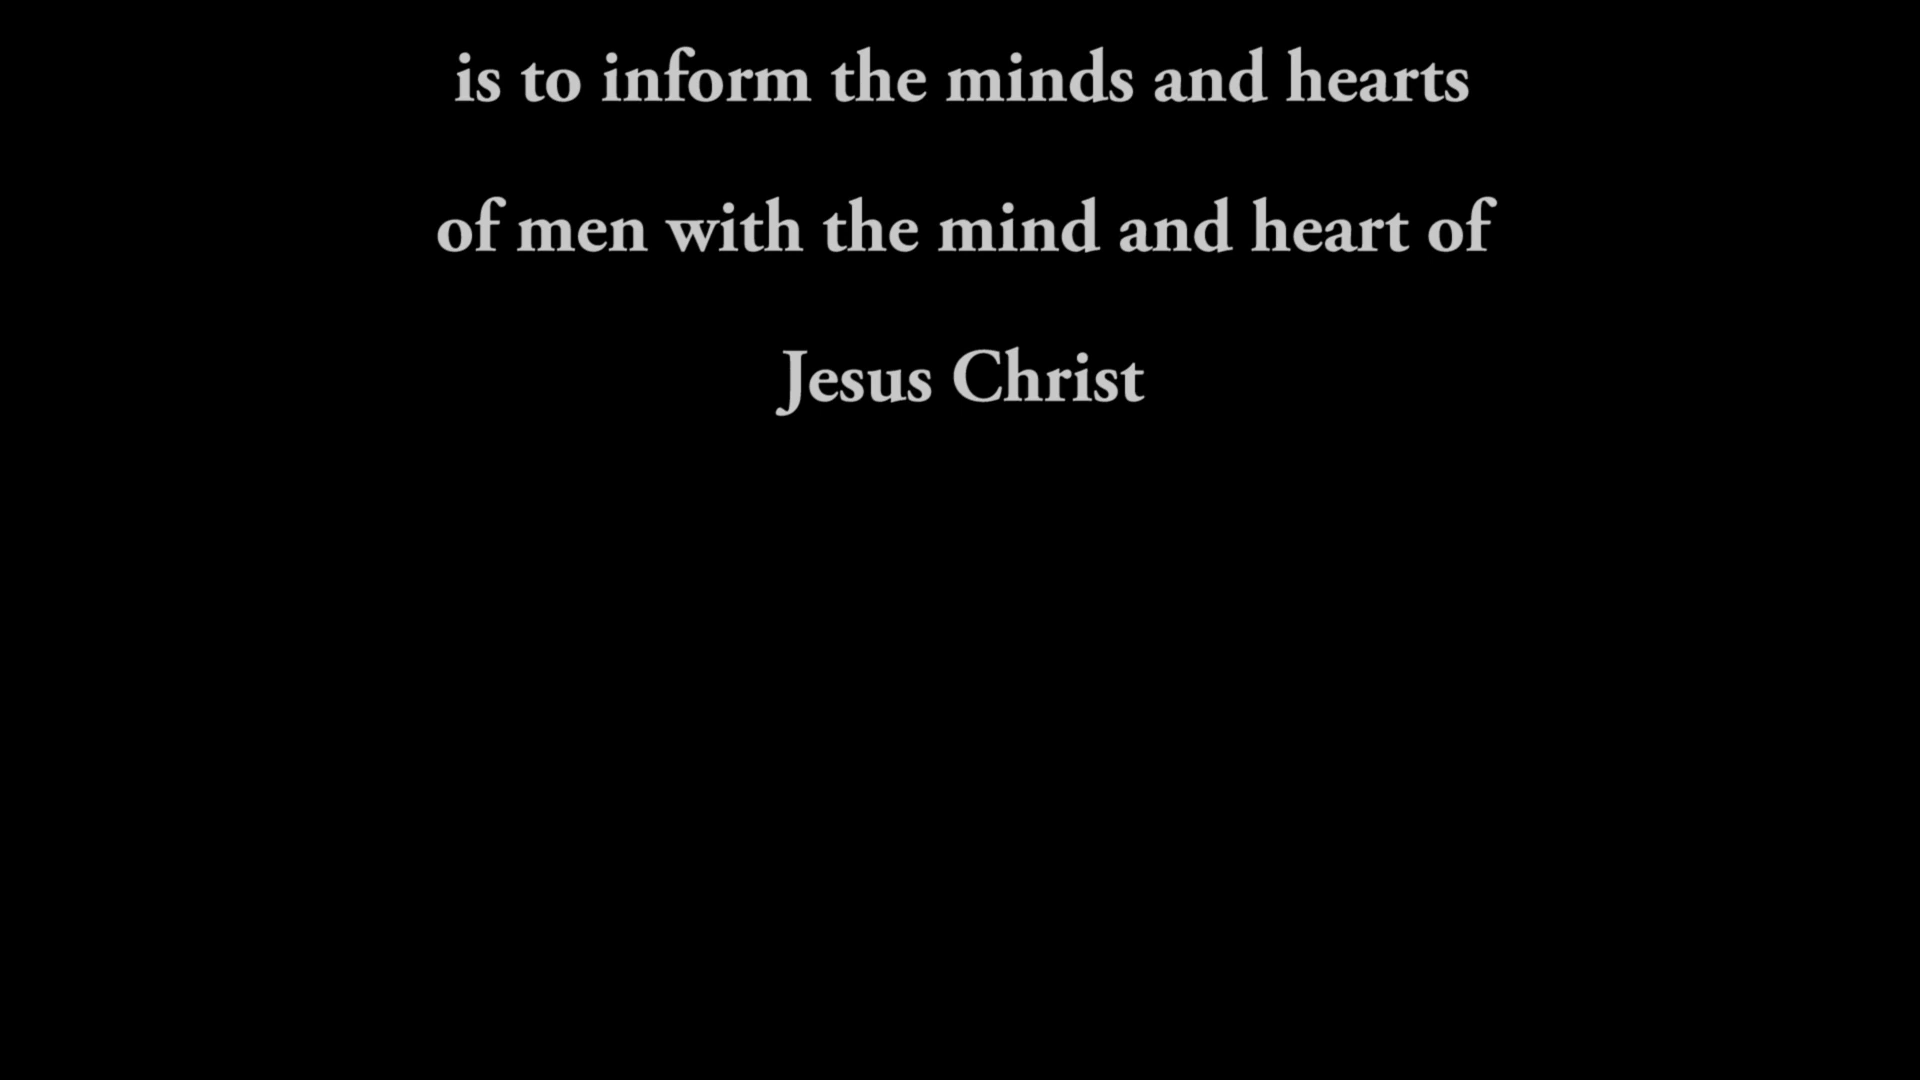 is to inform the minds and hearts
of men with the mind and heart of
Jesus Christ